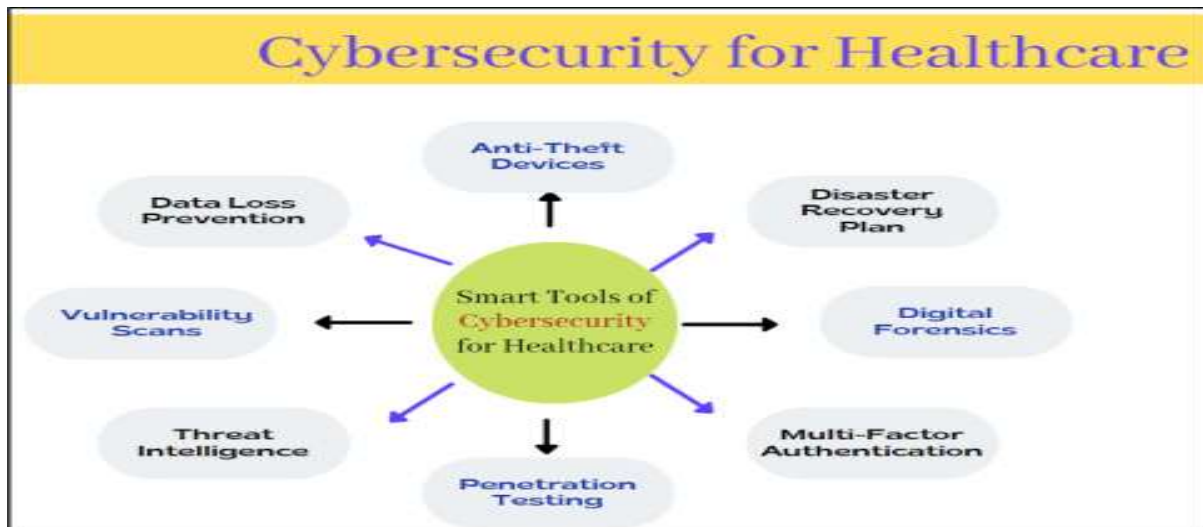 Cybersecurity for Healthcare
Anti-Theft
Devices
Data Loss
Prevention
Disaster
Recovery
Plan
Smart Tools of
Cybersecurity
for Healthcare
Vulnerability
Scans
Digital
Forensics
Threat
Intelligence
Multi-Factor
Authentication
Penetration
Testing